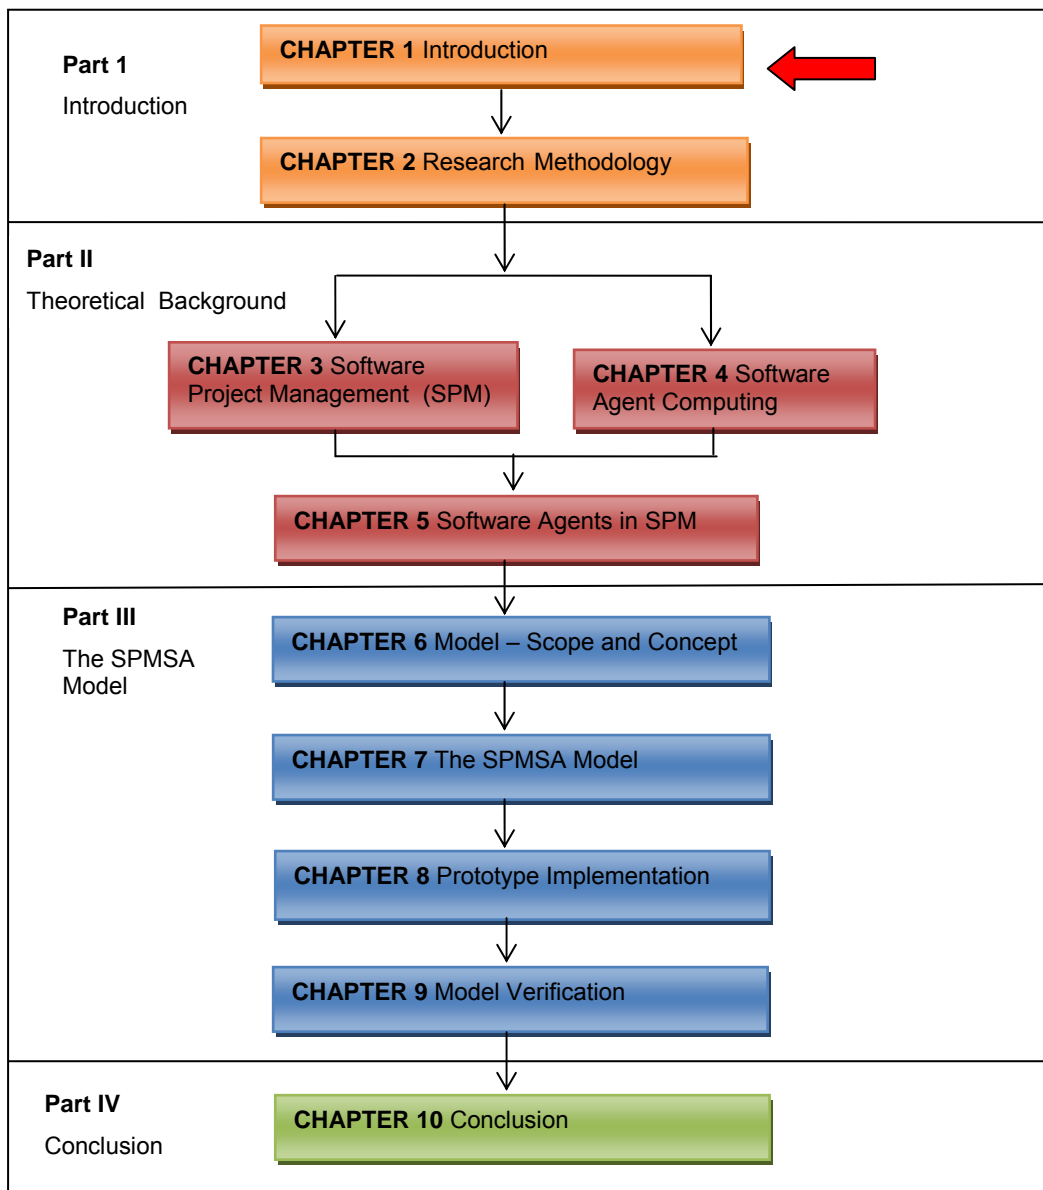 Part 1
Introduction
CHAPTER 1 Introduction
CHAPTER 2 Research Methodology
Part II
Theoretical Background
CHAPTER 3 Software
Project Management (SPM)
CHAPTER 4 Software
Agent Computing
CHAPTER 5 Software Agents in SPM
Part III
The SPMSA
Model
CHAPTER 6 Model – Scope and Concept
CHAPTER 7 The SPMSA Model
CHAPTER 8 Prototype Implementation
CHAPTER 9 Model Verification
Part IV
Conclusion
CHAPTER 10 Conclusion